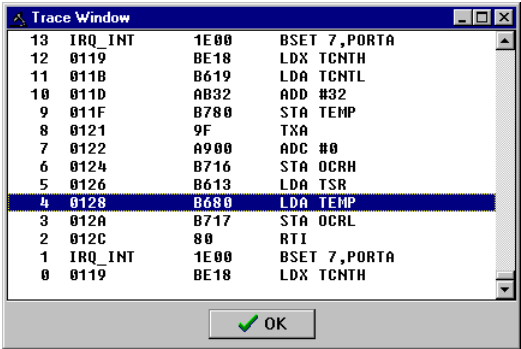 Trace Window
13 IRQ_INT 1E00 BSET 7,PORTA
12 0119 BE18 LDX TCNTH
11 011B B619 LDA TCNTL
10 011D AB32 ADD #32
9 011F B780 STA TEMP
8 0121 9F TXA
7 0122 A900 ADC #0
6 0124 B716 STA OCRH
5 0126 B613 LDA TSR
4 0128 B680 LDA TEMP
3 012A B717 STA OCRL
2 012C 80 RTI
1 IRQ_INT 1E00 BSET 7,PORTA
0 0119 BE18 LDX TCNTH
OK